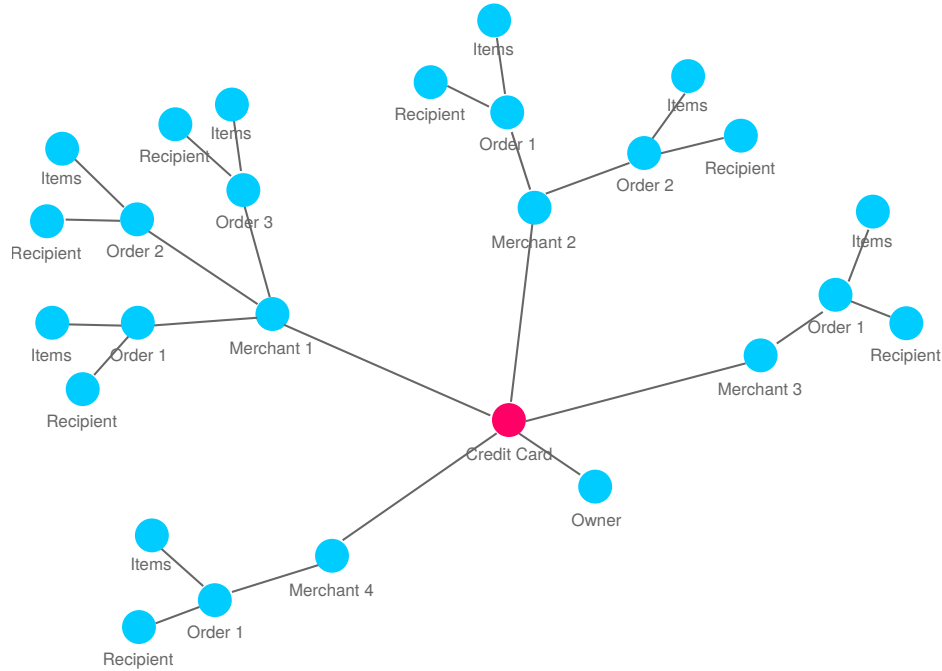 Items
Recipient
Items
Items
Recipient
Order 1
Items
Recipient
Recipient
Order 2
Order 3
Items
Order 2
Recipient
Merchant 2
Order 1
Items
Order 1
Merchant 1
Recipient
Recipient
Merchant 3
Credit Card
Owner
Items
Merchant 4
Order 1
Recipient